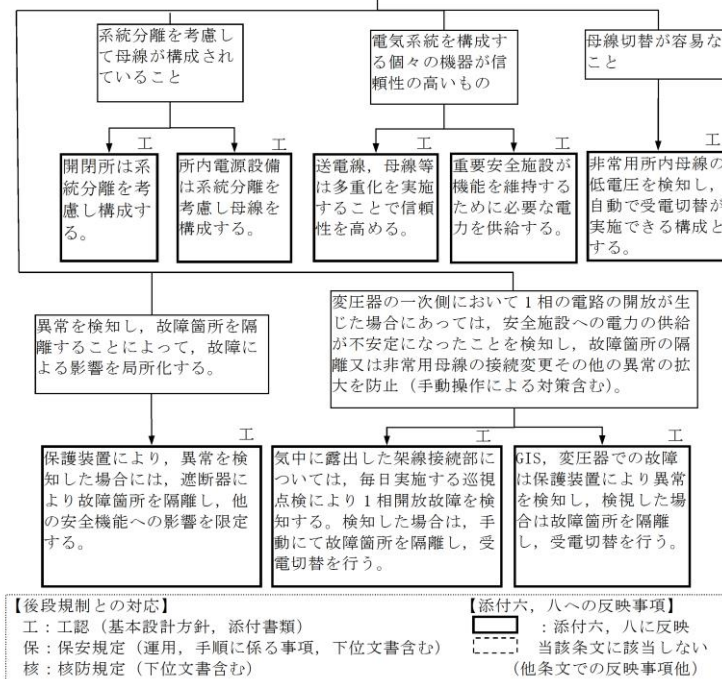 系統分離を考慮し
て母線が構成され
ていること
電気系統を構成す
る個々の機器が信
頼性の高いもの
母線切替が容易な
こと
工
開閉所は系
統分離を考
慮し構成す
る。
工
所内電源設備
は系統分離を
考慮し母線を
構成する。
工
送電線，母線等
は多重化を実施
することで信頼
性を高める。
工
重要安全施設が
機能を維持する
ために必要な電
力を供給する。
工
非常用所内母線の
低電圧を検知し，
自動で受電切替が
実施できる構成と
する。
異常を検知し，故障箇所を隔
離することによって，故障に
よる影響を局所化する。
変圧器の一次側において１相の電路の開放が生
じた場合にあっては，安全施設への電力の供給
が不安定になったことを検知し，故障箇所の隔
離又は非常用母線の接続変更その他の異常の拡
大を防止（手動操作による対策含む）。
工
保護装置により，異常を検
知した場合には，遮断器に
より故障箇所を隔離し，他
の安全機能への影響を限定
する。
工
気中に露出した架線接続部に
ついては，毎日実施する巡視
点検により１相開放故障を検
知する。検知した場合は，手
動にて故障箇所を隔離し，受
電切替を行う。
工
GIS，変圧器での故障
は保護装置により異常
を検知し，検視した場
合は故障箇所を隔離
し，受電切替を行う。
【後段規制との対応】
工：工認（基本設計方針，添付書類）
保：保安規定（運用，手順に係る事項，下位文書含む）
核：核防規定（下位文書含む）
【添付六，八への反映事項】
：添付六，八に反映
当該条文に該当しない
（他条文での反映事項他）